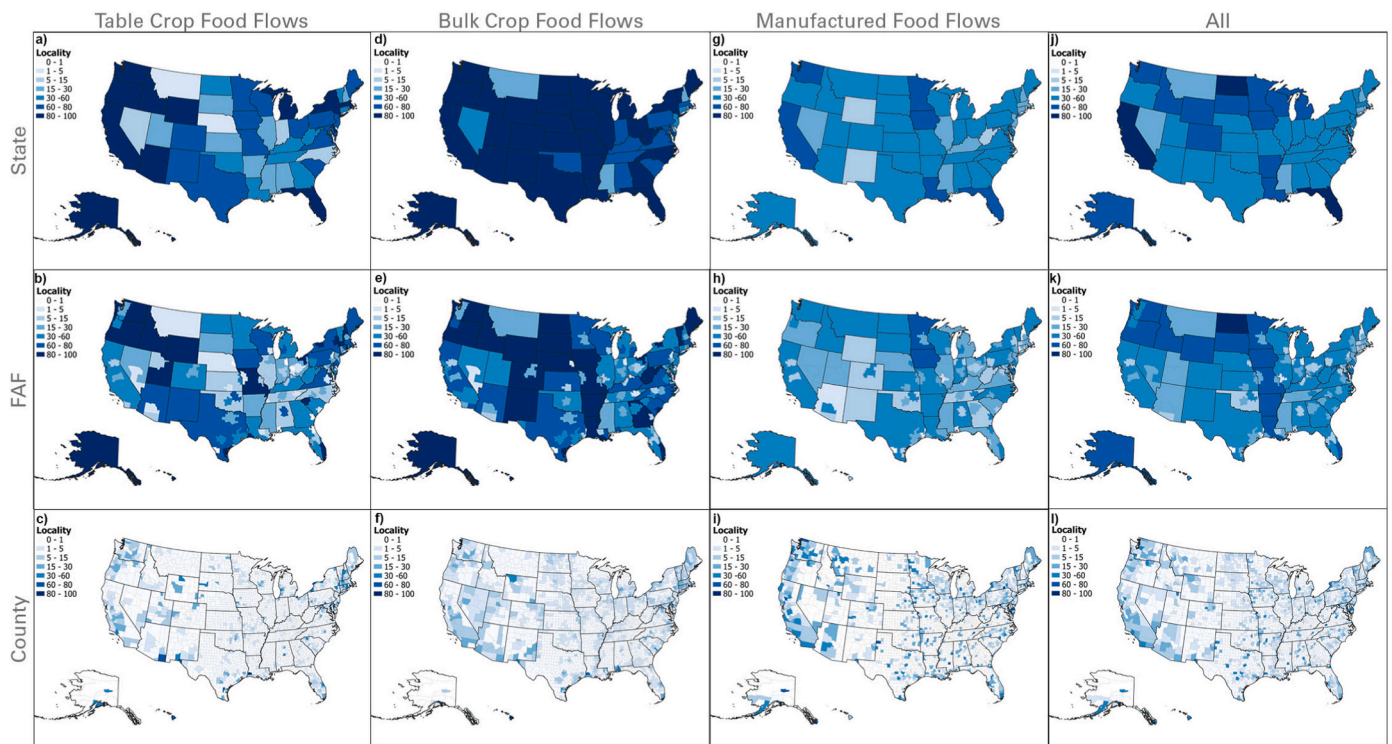 Table Crop Food Flows
Bulk Crop Food Flows
Manufactured Food Flows
All
State
a)
Locality
0 - 1
1 - 5
5 - 15
15 - 30
30 -60
60 - 80
80 - 100
d)
Locality
0 - 1
1 - 5
5 - 15
15 - 30
30 -60
60 - 80
80 - 100
g)
Locality
0 - 1
1 - 5
5 - 15
15 - 30
30 -60
60 - 80
80 - 100
j)
Locality
0 - 1
1 - 5
5 - 15
15 - 30
30 -60
60 - 80
80 - 100
FAF
b)
Locality
0 - 1
1 - 5
5 - 15
15 - 30
30 -60
60 - 80
80 - 100
e)
Locality
0 - 1
1 - 5
5 - 15
15 - 30
30 -60
60 - 80
80 - 100
h)
Locality
0 - 1
1 - 5
5 - 15
15 - 30
30 -60
60 - 80
80 - 100
k)
Locality
0 - 1
1 - 5
5 - 15
15 - 30
30 -60
60 - 80
80 - 100
County
c)
Locality
0 - 1
1 - 5
5 - 15
15 - 30
30 -60
60 - 80
80 - 100
f)
Locality
0 - 1
1 - 5
5 - 15
15 - 30
30 -60
60 - 80
80 - 100
i)
Locality
0 - 1
1 - 5
5 - 15
15 - 30
30 -60
60 - 80
80 - 100
l)
Locality
0 - 1
1 - 5
5 - 15
15 - 30
30 -60
60 - 80
80 - 100